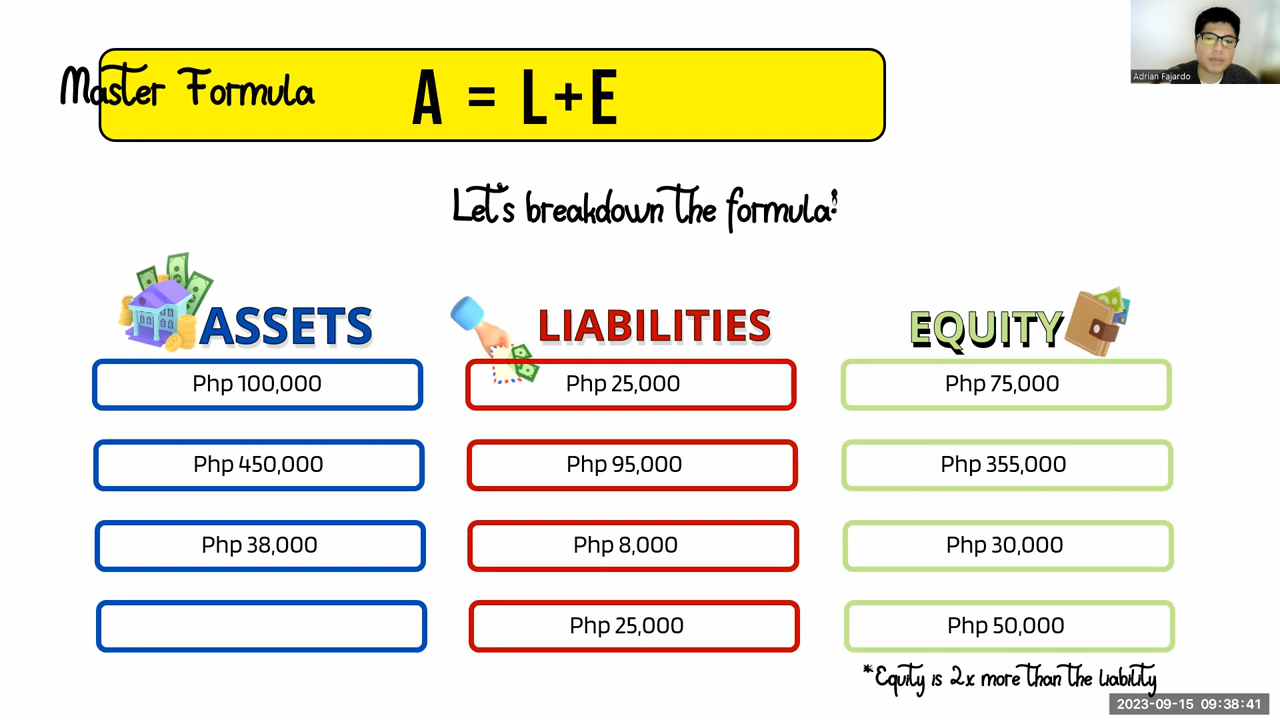 Master Formula A = L+E
Adrian Fajardo
Let's breakdown the formula!
ASSETS LIABILITIES EQUITY
Php 100,000 Php 25,000 Php 75,000
Php 450,000 Php 95,000 Php 355,000
Php 38,000 Php 8,000 Php 30,000
Php 25,000 Php 50,000
*Equity is 2x more than the liability
2023-09-15 09:38:41